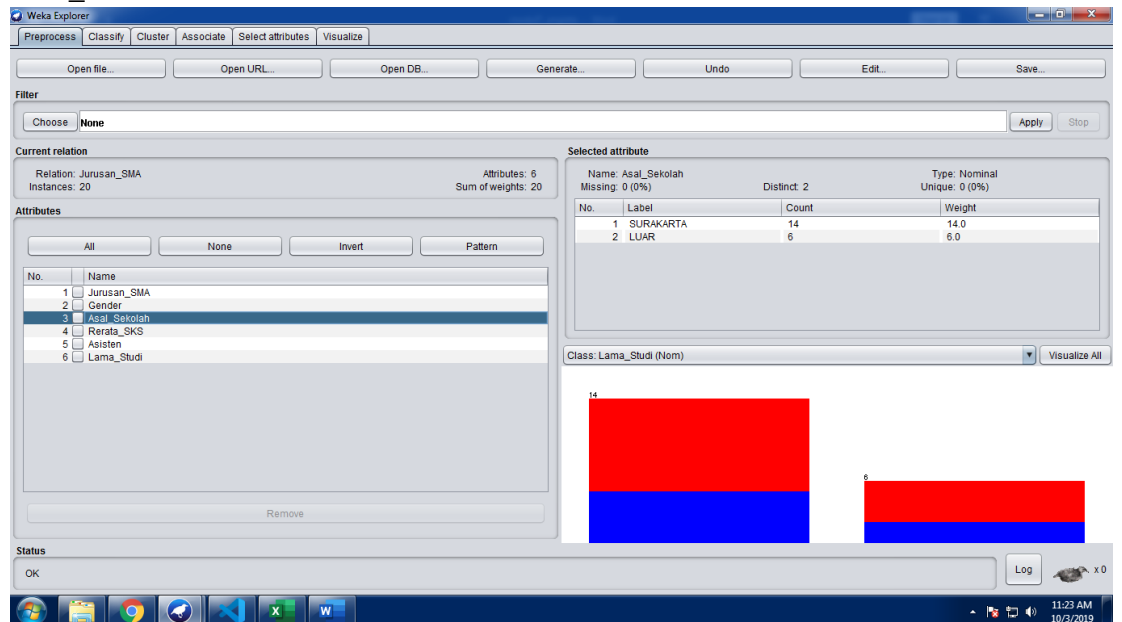 Weka Explorer
Preprocess Classify Cluster Associate Select attributes Visualize
Open file... Open URL... Open DB... Generate... Undo Edit... Save...
Filter
Choose None Apply Stop
Current relation
Relation: Jurusan_SMA Attributes: 6
Instances: 20 Sum of weights: 20
Attributes
All None Invert Pattern
No. Name
1 Jurusan_SMA
2 Gender
3 Asal_Sekolah
4 Rerata_SKS
5 Asisten
6 Lama_Studi
Remove
Selected attribute
Name: Asal_Sekolah Type: Nominal
Missing: 0 (0%) Distinct: 2 Unique: 0 (0%)
No. Label Count Weight
1 SURAKARTA 14 14.0
2 LUAR 6 6.0
Class: Lama_Studi (Nom) Visualize All
14
6
Status
OK Log x 0
11:23 AM
10/3/2019